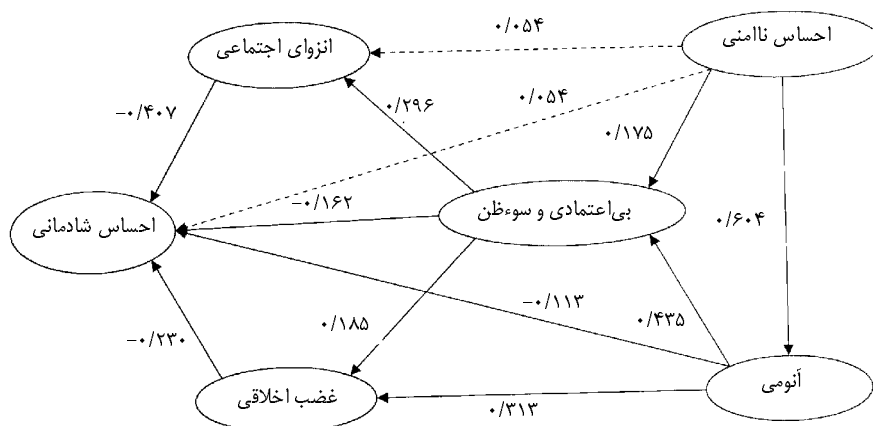 احساس ناامنی
۰/۰۵۴
انزوای اجتماعی
۰/۰۵۴
-۰/۴۰۷
۰/۲۹۶
۰/۱۷۵
بی‌اعتمادی و سوءظن
-۰/۱۶۲
احساس شادمانی
۰/۶۰۴
-۰/۱۱۳
۰/۴۳۵
۰/۱۸۵
-۰/۲۳۰
آنومی
غضب اخلاقی
۰/۳۱۳